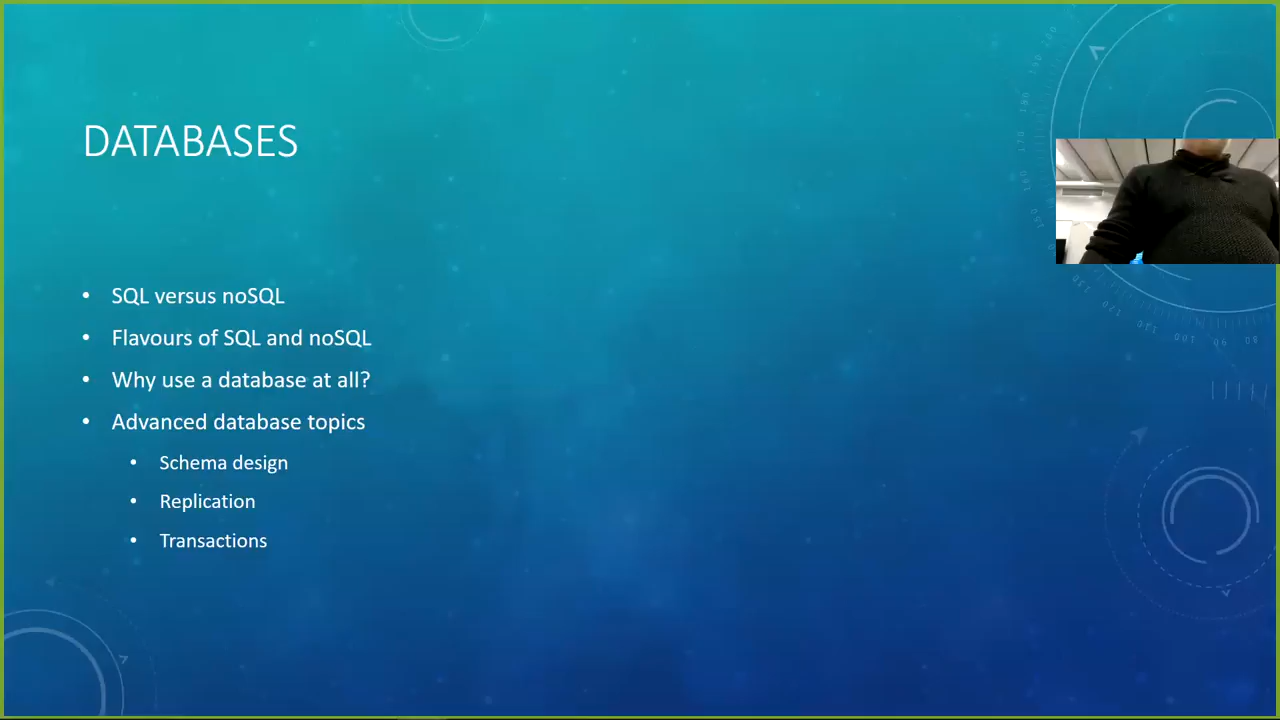 DATABASES
• SQL versus noSQL
• Flavours of SQL and noSQL
• Why use a database at all?
• Advanced database topics
• Schema design
• Replication
• Transactions